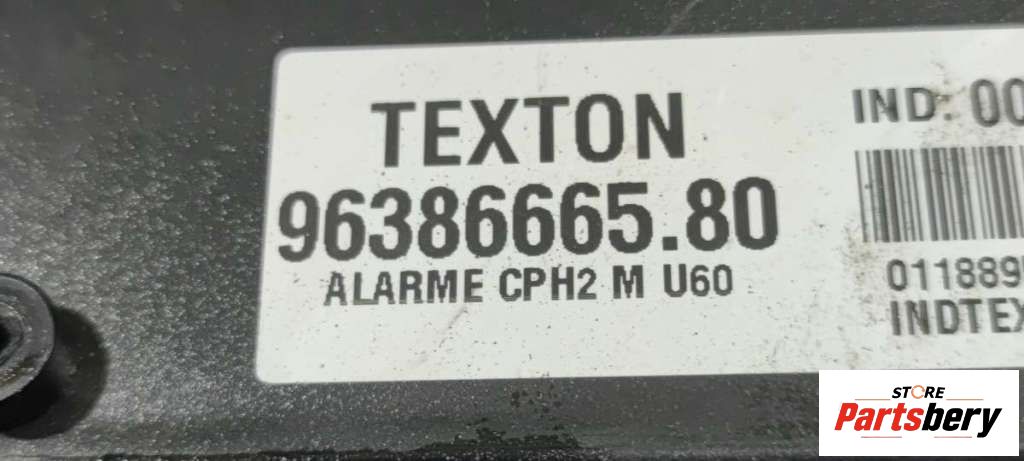 TEXTON
96386665.80
ALARME CPH2 M U60
IND: 00
011889
INDTEX
STORE
Partsbery